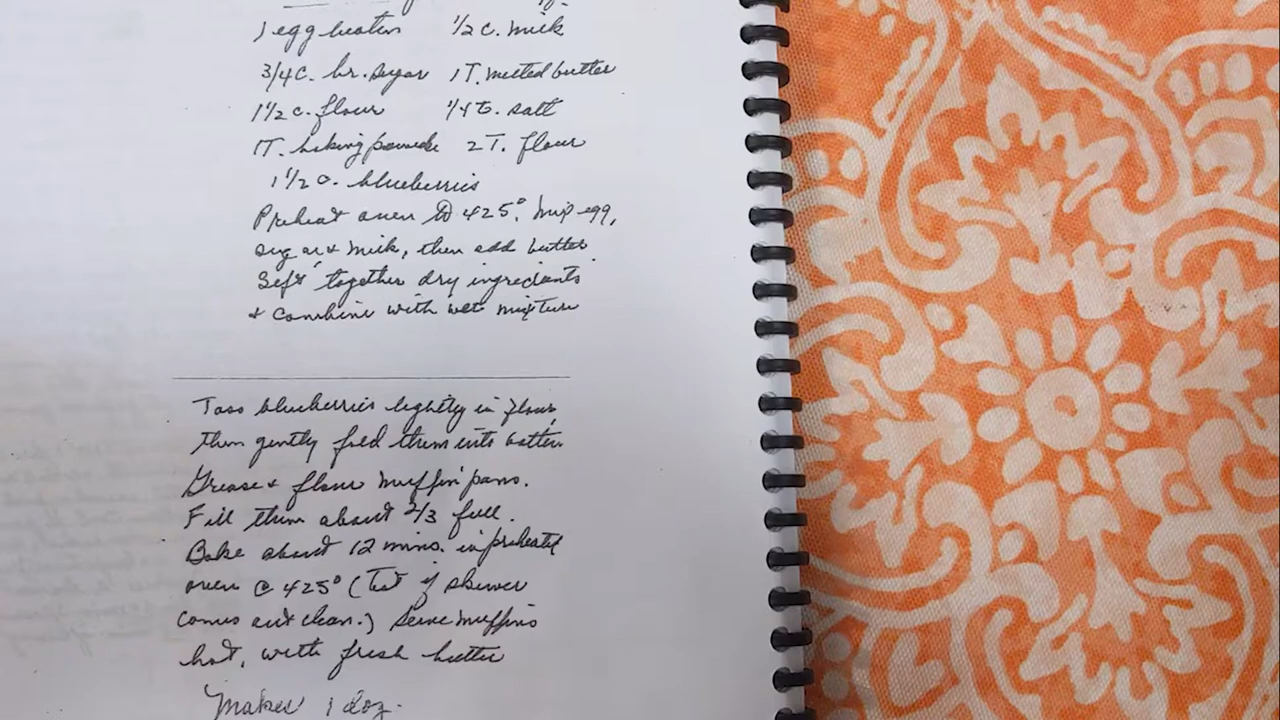 1 egg beaten 1/2 c. milk
3/4 c. br. sugar 1 T. melted butter
1 1/2 c. flour 1/4 t. salt
1 T. baking powder 2 T. flour
1 1/2 c. blueberries
Preheat oven to 425°. Mix egg,
sugar & milk, then add butter
Sift together dry ingredients
& combine with wet mixture
Toss blueberries lightly in flour,
then gently fold them into batter.
Grease & flour muffin pans.
Fill them about 2/3 full.
Bake about 12 mins. in preheated
oven @ 425° (Test if skewer
comes out clean.) Serve muffins
hot, with fresh butter
Makes 1 doz.